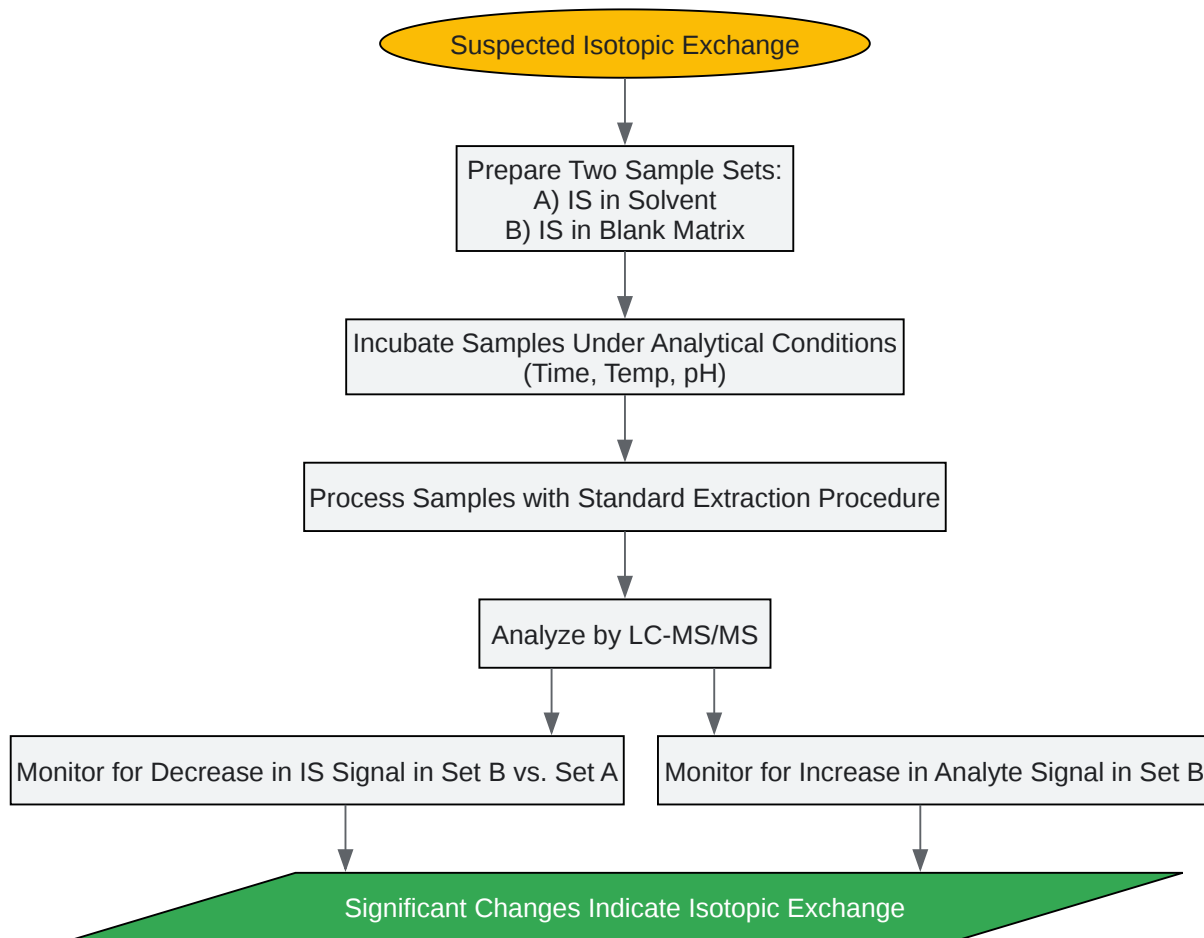 Suspected Isotopic Exchange
Prepare Two Sample Sets:
A) IS in Solvent
B) IS in Blank Matrix
Incubate Samples Under Analytical Conditions
(Time, Temp, pH)
Process Samples with Standard Extraction Procedure
Analyze by LC-MS/MS
Monitor for Decrease in IS Signal in Set B vs. Set A
Monitor for Increase in Analyte Signal in Set B
Significant Changes Indicate Isotopic Exchange